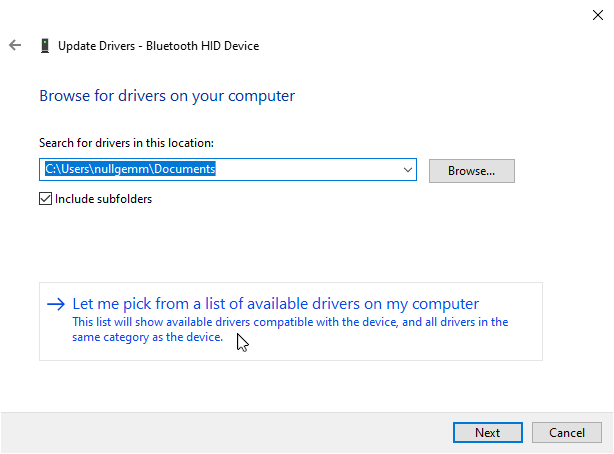 Update Drivers - Bluetooth HID Device
Browse for drivers on your computer
Search for drivers in this location:
C:\Users\nullgemm\Documents
Browse...
Include subfolders
Let me pick from a list of available drivers on my computer
This list will show available drivers compatible with the device, and all drivers in the
same category as the device.
Next
Cancel